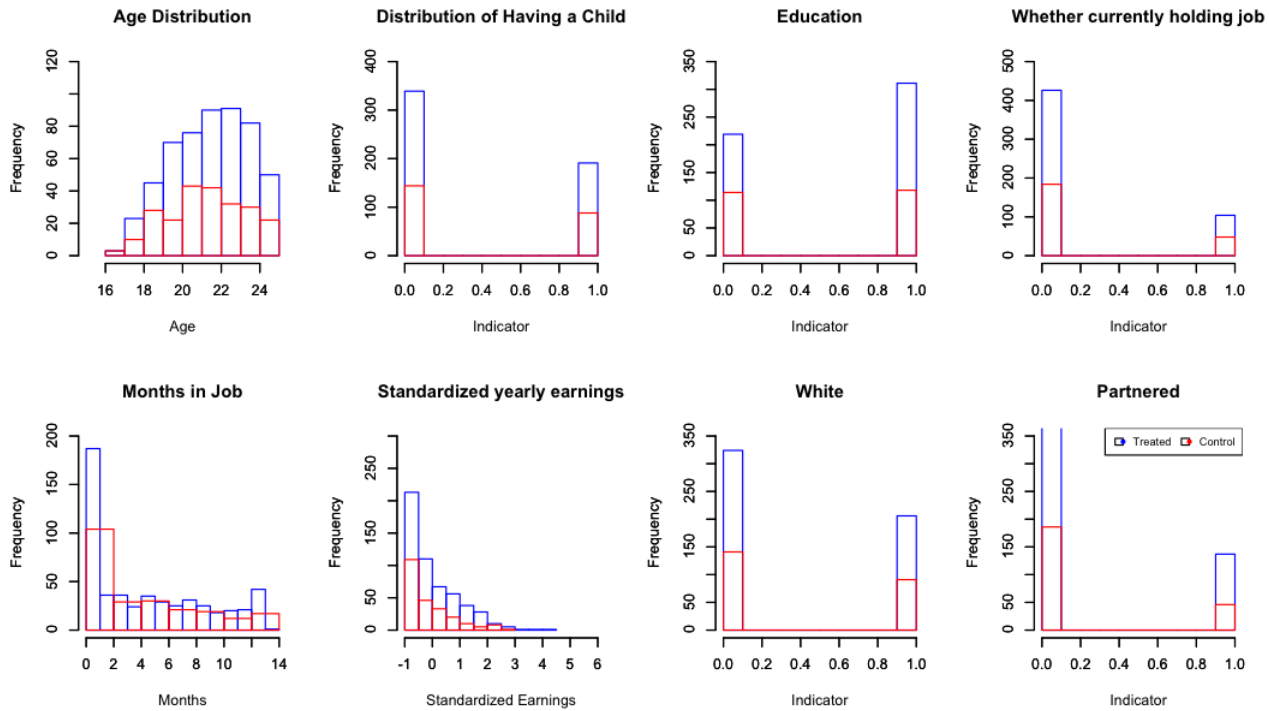 Age Distribution
Frequency
0 20 40 60 80 120
16 18 20 22 24
Age
Distribution of Having a Child
Frequency
0 100 200 300 400
0.0 0.2 0.4 0.6 0.8 1.0
Indicator
Education
Frequency
0 50 150 250 350
0.0 0.2 0.4 0.6 0.8 1.0
Indicator
Whether currently holding job
Frequency
0 100 200 300 400 500
0.0 0.2 0.4 0.6 0.8 1.0
Indicator
Months in Job
Frequency
0 50 100 150 200
0 2 4 6 8 10 14
Months
Standardized yearly earnings
Frequency
0 50 150 250
-1 0 1 2 3 4 5 6
Standardized Earnings
White
Frequency
0 50 150 250 350
0.0 0.2 0.4 0.6 0.8 1.0
Indicator
Partnered
Treated Control
Frequency
0 50 150 250 350
0.0 0.2 0.4 0.6 0.8 1.0
Indicator